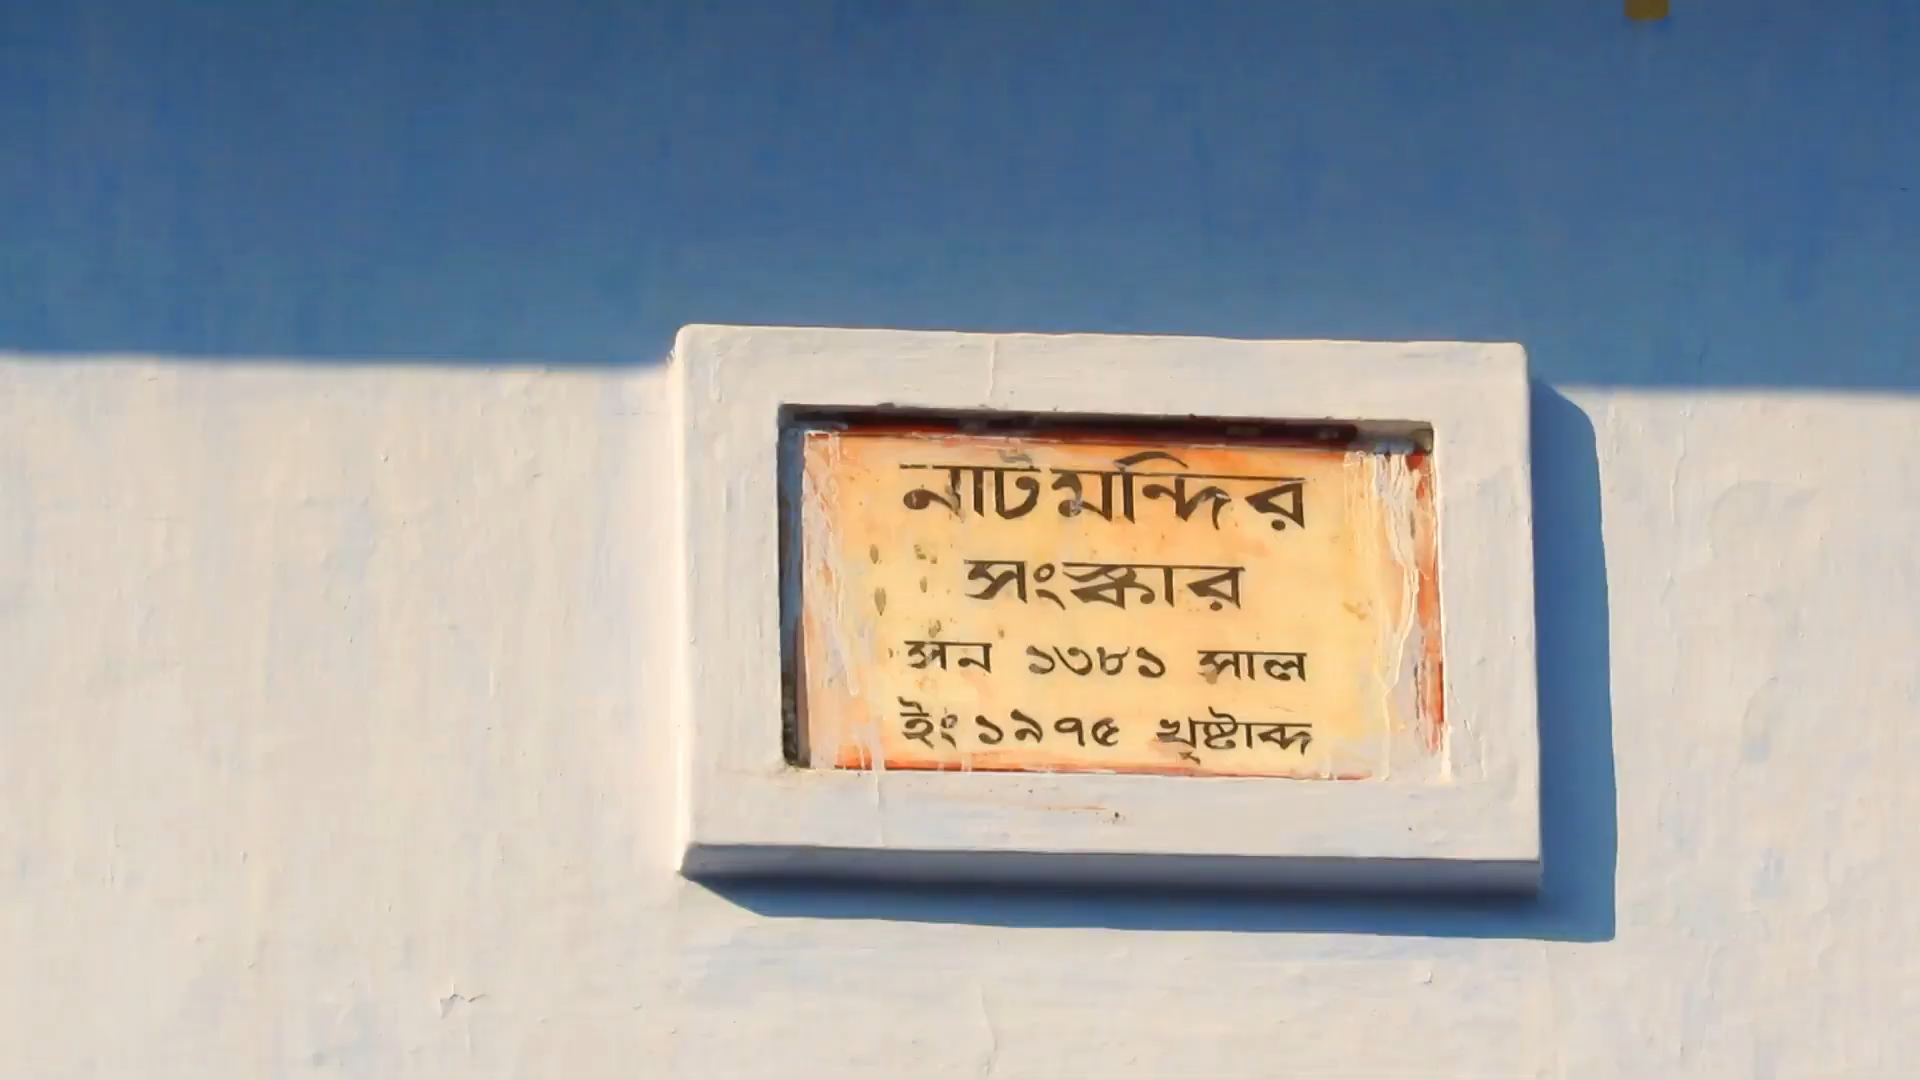 নাটমন্দির
সংস্কার
সন ১৩৮১ সাল
ইং ১৯৭৫ খৃষ্টাব্দ